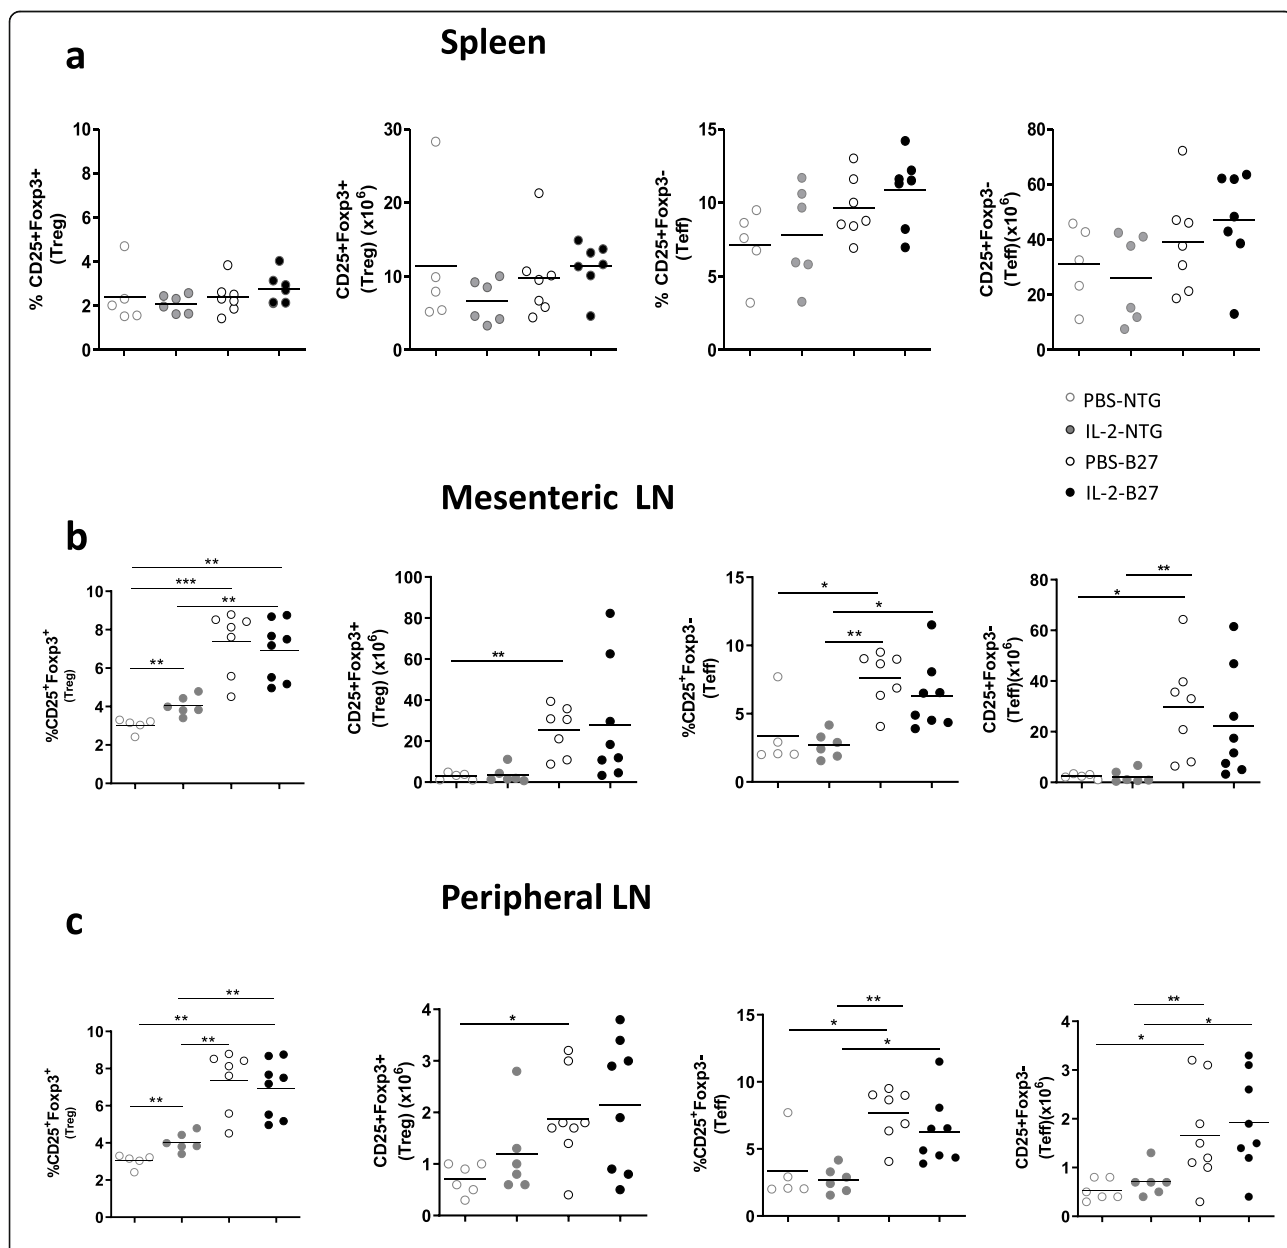 a
Spleen
% CD25+Foxp3+
(Treg)
10
8
6
4
2
0
CD25+Foxp3+
(Treg) (x10⁶)
30
20
10
0
% CD25+Foxp3-
(Teff)
15
10
5
0
CD25+Foxp3-
(Teff)(x10⁶)
80
60
40
20
0
PBS-NTG
IL-2-NTG
PBS-B27
IL-2-B27
b
Mesenteric LN
%CD25⁺Foxp3⁺
(Treg)
10
8
6
4
2
0
**
***
**
**
CD25+Foxp3+
(Treg) (x10⁶)
100
80
60
40
20
0
**
%CD25⁺Foxp3-
(Teff)
15
10
5
0
*
*
**
CD25+Foxp3-
(Teff)(x10⁶)
80
60
40
20
0
**
*
c
Peripheral LN
%CD25⁺Foxp3⁺
(Treg)
10
8
6
4
2
0
**
**
**
**
CD25+Foxp3+
(Treg) (x10⁶)
4
3
2
1
0
*
%CD25⁺Foxp3-
(Teff)
15
10
5
0
**
*
*
CD25+Foxp3-
(Teff)(x10⁶)
4
3
2
1
0
**
*
*